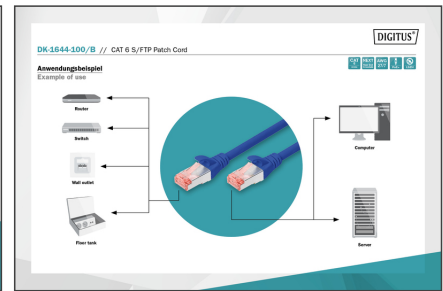 DIGITUS®
DK-1644-100/B // CAT 6 S/FTP Patch Cord
Anwendungsbeispiel
Example of use
Router
Switch
Wall outlet
Floor tank
Computer
Server